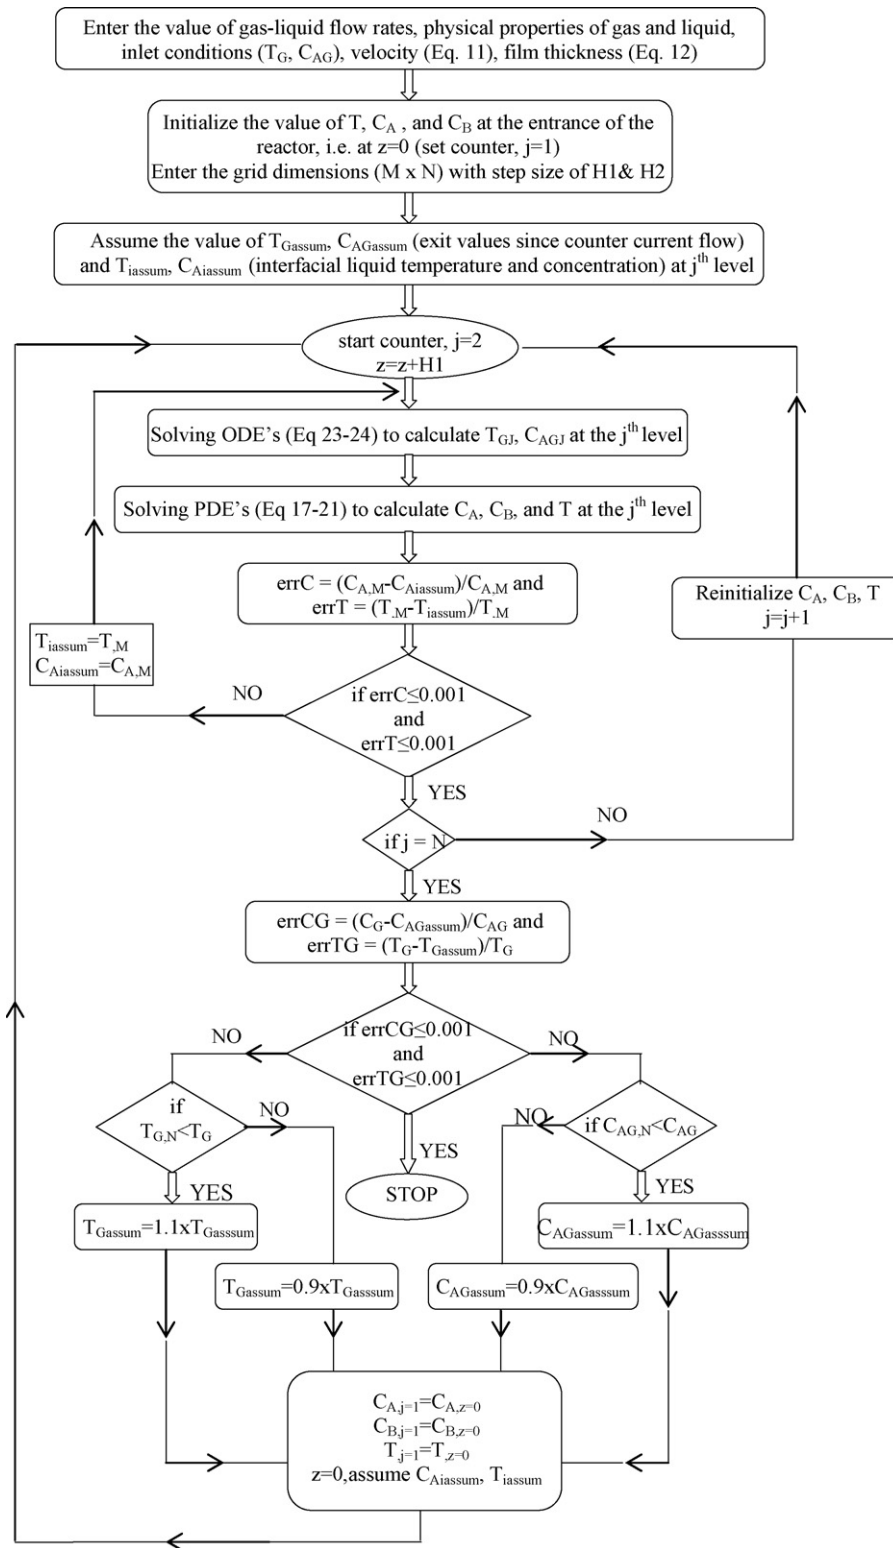 Enter the value of gas-liquid flow rates, physical properties of gas and liquid,
inlet conditions (T_G, C_AG), velocity (Eq. 11), film thickness (Eq. 12)
Initialize the value of T, C_A , and C_B at the entrance of the
reactor, i.e. at z=0 (set counter, j=1)
Enter the grid dimensions (M x N) with step size of H1& H2
Assume the value of T_Gassum, C_AGassum (exit values since counter current flow)
and T_iassum, C_Aiassum (interfacial liquid temperature and concentration) at j^th level
start counter, j=2
z=z+H1
Solving ODE's (Eq 23-24) to calculate T_GJ, C_AGJ at the j^th level
Solving PDE's (Eq 17-21) to calculate C_A, C_B, and T at the j^th level
errC = (C_A,M-C_Aiassum)/C_A,M and
errT = (T_,M-T_iassum)/T_,M
Reinitialize C_A, C_B, T
j=j+1
T_iassum=T_,M
C_Aiassum=C_A,M
NO
if errC≤0.001
and
errT≤0.001
YES
if j = N
NO
YES
errCG = (C_G-C_AGassum)/C_AG and
errTG = (T_G-T_Gassum)/T_G
NO
if errCG≤0.001
and
errTG≤0.001
NO
if
T_G,N<T_G
NO
NO
if C_AG,N<C_AG
YES
YES
STOP
YES
T_Gassum=1.1xT_Gasssum
C_AGassum=1.1xC_AGasssum
T_Gassum=0.9xT_Gasssum
C_AGassum=0.9xC_AGasssum
C_A,j=1=C_A,z=0
C_B,j=1=C_B,z=0
T_,j=1=T_,z=0
z=0,assume C_Aiassum, T_iassum